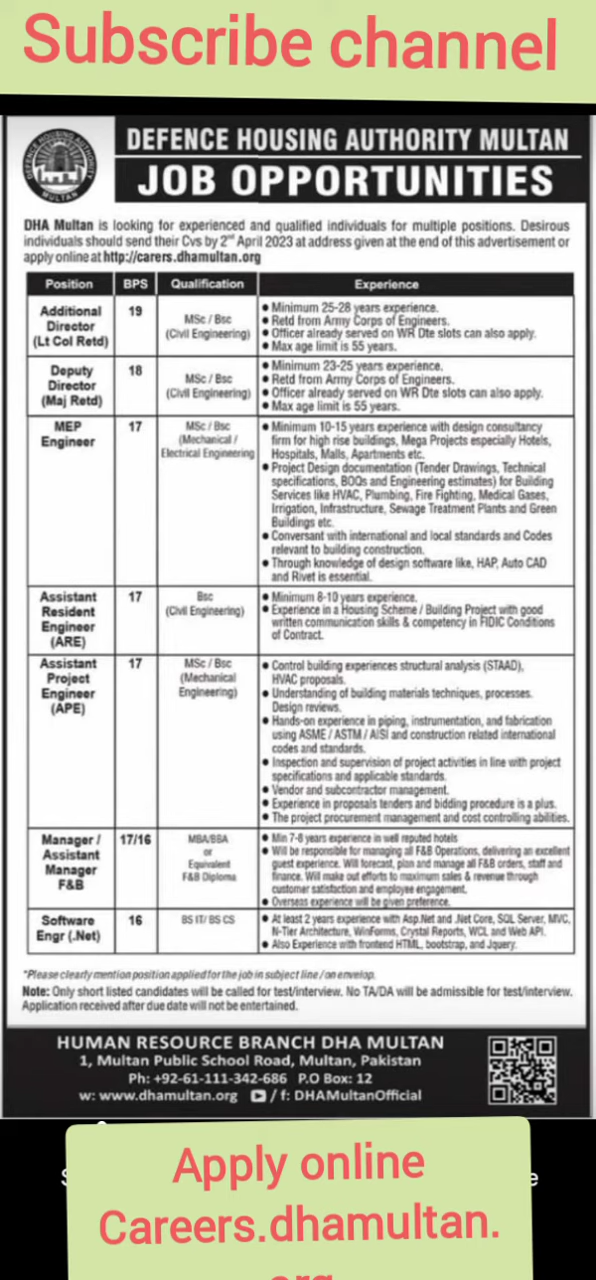 Subscribe channel
DEFENCE HOUSING AUTHORITY
MULTAN
DEFENCE HOUSING AUTHORITY MULTAN
JOB OPPORTUNITIES
DHA Multan is looking for experienced and qualified individuals for multiple positions. Desirous
individuals should send their Cvs by 2nd April 2023 at address given at the end of this advertisement or
apply online at http://carers.dhamultan.org
Position BPS Qualification Experience
Additional
Director
(Lt Col Retd)
19
MSc / Bsc
(Civil Engineering)
• Minimum 25-28 years experience.
• Retd from Army Corps of Engineers.
• Officer already served on WR Dte slots can also apply.
• Max age limit is 55 years.
Deputy
Director
(Maj Retd)
18
MSc / Bsc
(Civil Engineering)
• Minimum 23-25 years experience.
• Retd from Army Corps of Engineers.
• Officer already served on WR Dte slots can also apply.
• Max age limit is 55 years.
MEP
Engineer
17
MSc / Bsc
(Mechanical /
Electrical Engineering
• Minimum 10-15 years experience with design consultancy
firm for high rise buildings, Mega Projects especially Hotels,
Hospitals, Malls, Apartments etc.
• Project Design documentation (Tender Drawings, Technical
specifications, BOQs and Engineering estimates) for Building
Services like HVAC, Plumbing, Fire Fighting, Medical Gases,
Irrigation, Infrastructure, Sewage Treatment Plants and Green
Buildings etc.
• Conversant with international and local standards and Codes
relevant to building construction.
• Through knowledge of design software like, HAP, Auto CAD
and Rivet is essential.
Assistant
Resident
Engineer
(ARE)
17
Bsc
(Civil Engineering)
• Minimum 8-10 years experience.
• Experience in a Housing Scheme / Building Project with good
written communication skills & competency in FIDIC Conditions
of Contract.
Assistant
Project
Engineer
(APE)
17
MSc / Bsc
(Mechanical
Engineering)
• Control building experiences structural analysis (STAAD),
HVAC proposals.
• Understanding of building materials techniques, processes.
Design reviews.
• Hands-on experience in piping, instrumentation, and fabrication
using ASME / ASTM / AISI and construction related international
codes and standards.
• Inspection and supervision of project activities in line with project
specifications and applicable standards.
• Vendor and subcontractor management.
• Experience in proposals tenders and bidding procedure is a plus.
• The project procurement management and cost controlling abilities.
Manager /
Assistant
Manager
F&B
17/16
MBA/BBA
or
Equivalent
F&B Diploma
• Min 7-8 years experience in well reputed hotels
• Will be responsible for managing all F&B Operations, delivering an excellent
guest experience. Will forecast, plan and manage all F&B orders, staff and
finance. Will make out efforts to maximum sales & revenue through
customer satisfaction and employee engagement.
• Overseas experience will be given preference.
Software
Engr (.Net)
16
BS IT/ BS CS
• At least 2 years experience with Asp.Net and .Net Core, SQL Server, MVC,
N-Tier Architecture, WinForms, Crystal Reports, WCL and Web API.
• Also Experience with frontend HTML, bootstrap, and Jquery.
*Please clearly mention position applied for the job in subject line / on envelop.
Note: Only short listed candidates will be called for test/interview. No TA/DA will be admissible for test/interview.
Application received after due date will not be entertained.
HUMAN RESOURCE BRANCH DHA MULTAN
1, Multan Public School Road, Multan, Pakistan
Ph: +92-61-111-342-686 P.O Box: 12
w: www.dhamultan.org / f: DHAMultanOfficial
Apply online
Careers.dhamultan.
org